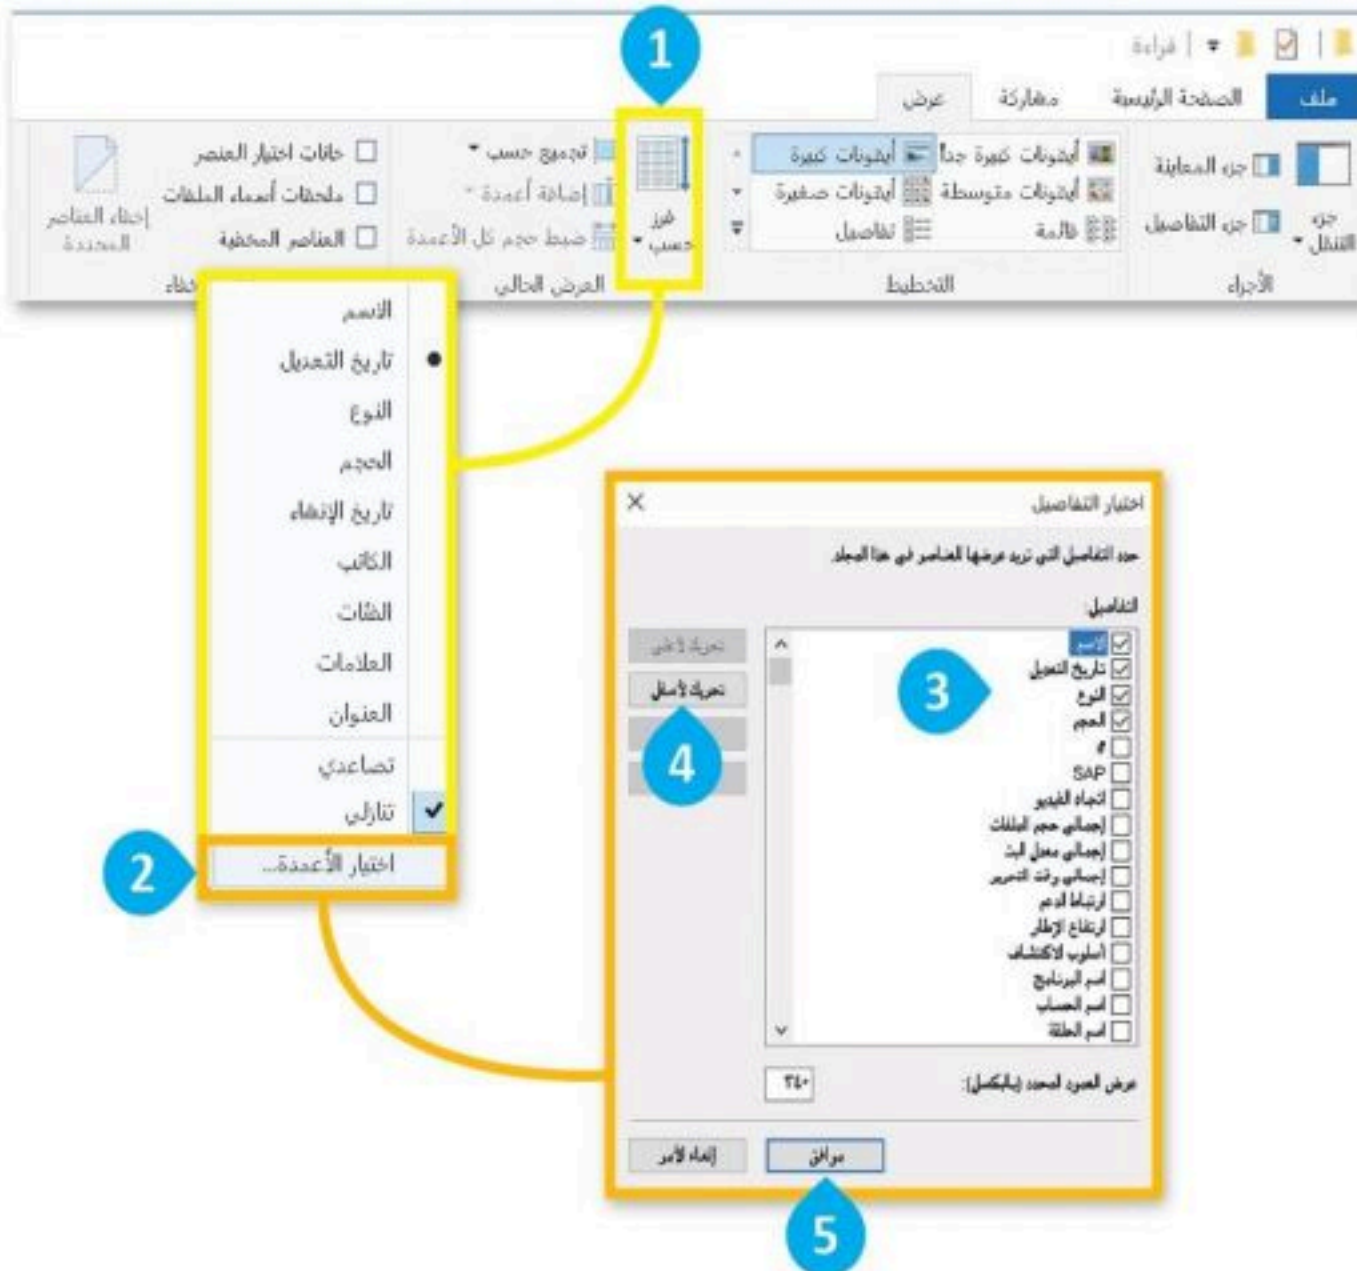 1
قراءة
ملف
الصفحة الرئيسية
مشاركة
عرض
جزء التنقل
جزء المعاينة
جزء التفاصيل
الأجزاء
أيقونات كبيرة جداً
أيقونات كبيرة
أيقونات متوسطة
أيقونات صغيرة
قائمة
تفاصيل
التخطيط
فرز حسب
تجميع حسب
إضافة أعمدة
ضبط حجم كل الأعمدة
العرض الحالي
خانات اختيار العنصر
ملحقات أسماء الملفات
العناصر المخفية
إخفاء العناصر المحددة
الاسم
تاريخ التعديل
النوع
الحجم
تاريخ الإنشاء
الكاتب
الفئات
العلامات
العنوان
تصاعدي
تنازلي
2
اختيار الأعمدة...
اختيار التفاصيل
حدد التفاصيل التي تريد عرضها للعناصر في هذا المجلد.
التفاصيل:
الاسم
تاريخ التعديل
النوع
الحجم
#
SAP
اتجاه الفيديو
إجمالي حجم الملفات
إجمالي معدل البت
إجمالي وقت التحرير
ارتباط الدعم
ارتفاع الإطار
أسلوب الاكتشاف
اسم البرنامج
اسم الحساب
اسم الحلقة
3
تحريك لأعلى
تحريك لأسفل
4
عرض العمود المحدد (بالبكسل):
٢٤٠
موافق
إلغاء الأمر
5